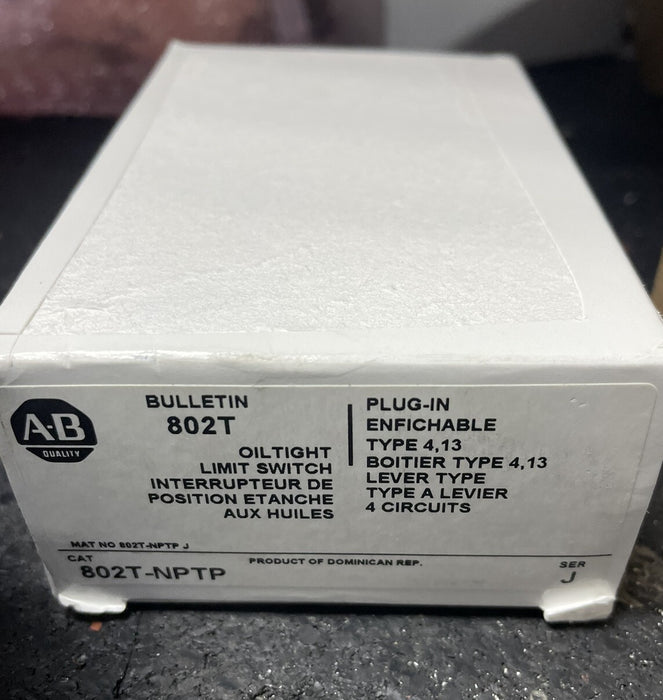 A-B
QUALITY
BULLETIN
802T
OILTIGHT
LIMIT SWITCH
INTERRUPTEUR DE
POSITION ETANCHE
AUX HUILES
PLUG-IN
ENFICHABLE
TYPE 4,13
BOITIER TYPE 4,13
LEVER TYPE
TYPE A LEVIER
4 CIRCUITS
MAT NO 802T-NPTP J
CAT
802T-NPTP
PRODUCT OF DOMINICAN REP.
SER
J